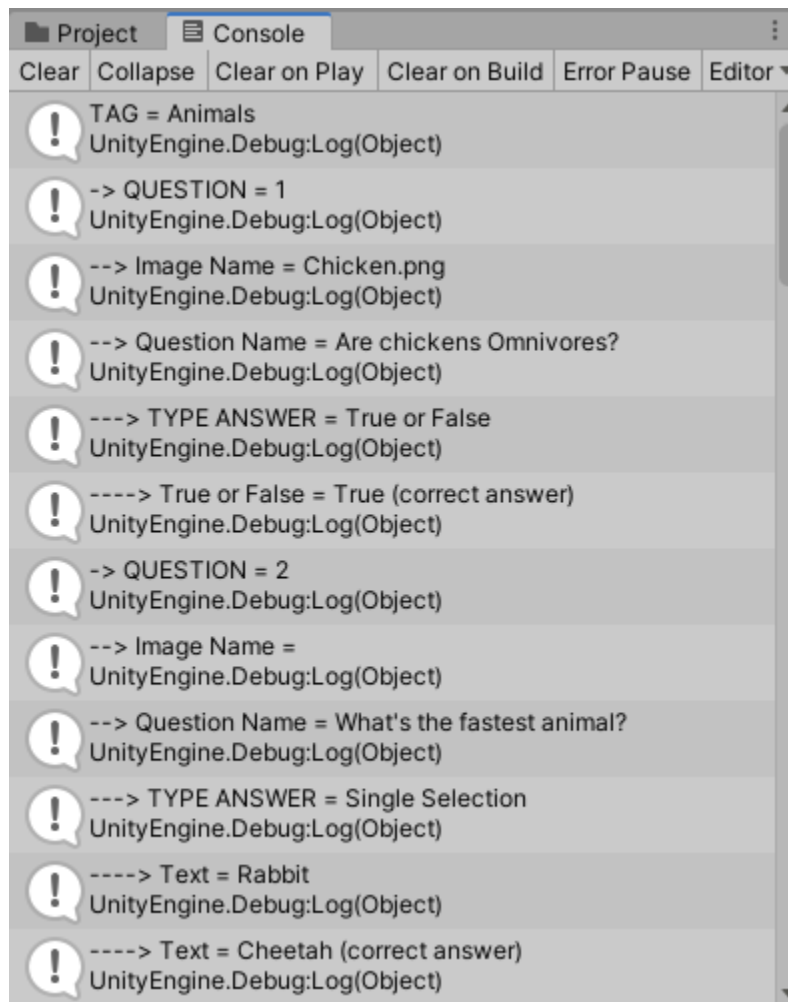 Project
Console
Clear
Collapse
Clear on Play
Clear on Build
Error Pause
Editor
TAG = Animals
UnityEngine.Debug:Log(Object)
-> QUESTION = 1
UnityEngine.Debug:Log(Object)
--> Image Name = Chicken.png
UnityEngine.Debug:Log(Object)
--> Question Name = Are chickens Omnivores?
UnityEngine.Debug:Log(Object)
---> TYPE ANSWER = True or False
UnityEngine.Debug:Log(Object)
----> True or False = True (correct answer)
UnityEngine.Debug:Log(Object)
-> QUESTION = 2
UnityEngine.Debug:Log(Object)
--> Image Name =
UnityEngine.Debug:Log(Object)
--> Question Name = What's the fastest animal?
UnityEngine.Debug:Log(Object)
---> TYPE ANSWER = Single Selection
UnityEngine.Debug:Log(Object)
----> Text = Rabbit
UnityEngine.Debug:Log(Object)
----> Text = Cheetah (correct answer)
UnityEngine.Debug:Log(Object)